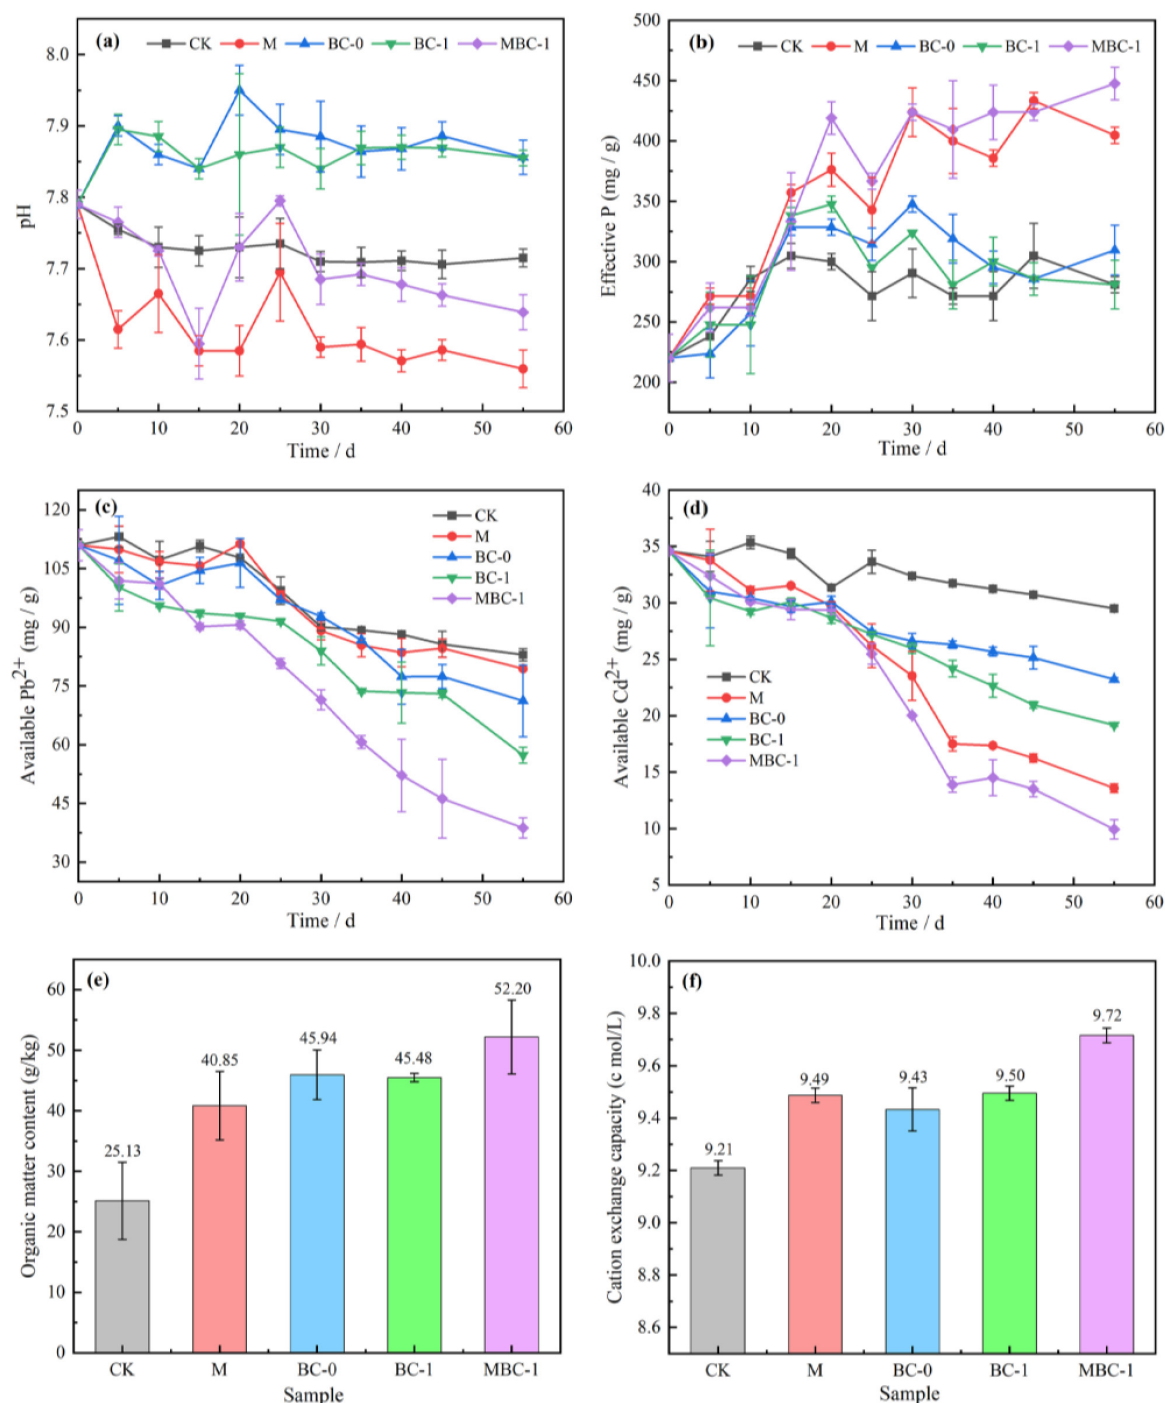 (a) CK M BC-0 BC-1 MBC-1
8.0
7.9
7.8
7.7
7.6
7.5
pH
0 10 20 30 40 50 60
Time / d
(b) CK M BC-0 BC-1 MBC-1
500
450
400
350
300
250
200
Effective P (mg / g)
0 10 20 30 40 50 60
Time / d
(c)
CK
M
BC-0
BC-1
MBC-1
120
105
90
75
60
45
30
Available Pb2+ (mg / g)
0 10 20 30 40 50 60
Time / d
(d)
CK
M
BC-0
BC-1
MBC-1
40
35
30
25
20
15
10
5
Available Cd2+ (mg / g)
0 10 20 30 40 50 60
Time / d
(e)
60
50
40
30
20
10
0
Organic matter content (g/kg)
25.13
40.85
45.94
45.48
52.20
CK M BC-0 BC-1 MBC-1
Sample
(f)
10.0
9.8
9.6
9.4
9.2
9.0
8.8
8.6
Cation exchange capacity (c mol/L)
9.21
9.49
9.43
9.50
9.72
CK M BC-0 BC-1 MBC-1
Sample